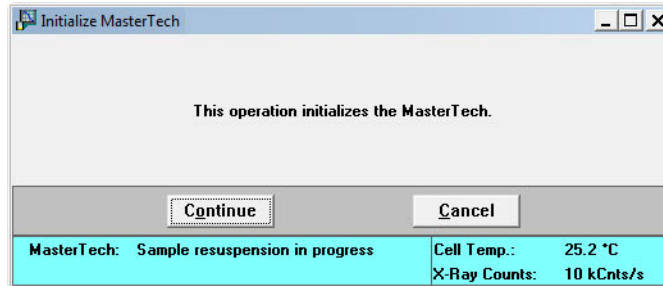 Initialize MasterTech
This operation initializes the MasterTech.
Continue Cancel
MasterTech: Sample resuspension in progress Cell Temp.: 25.2 °C
X-Ray Counts: 10 kCnts/s